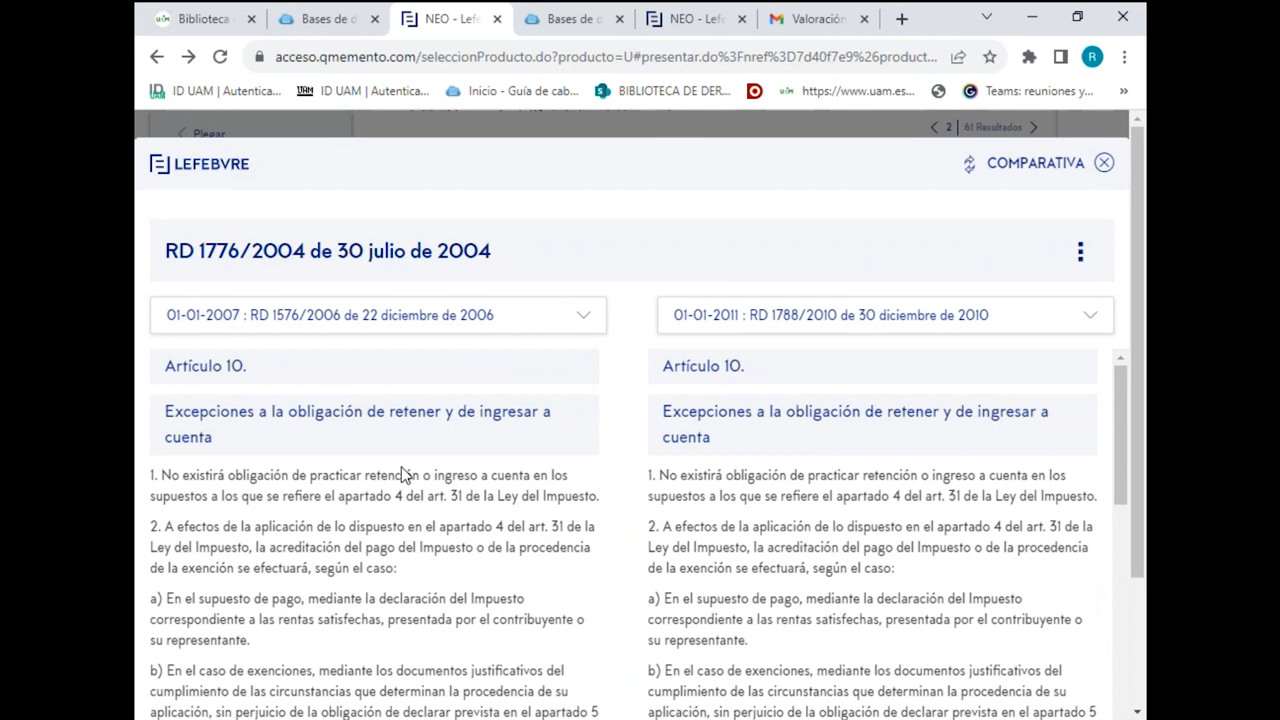 Biblioteca
Bases de d
NEO - Lefe
Bases de d
NEO - Lefe
Valoración
acceso.qmemento.com/seleccionProducto.do?producto=U#presentar.do%3Fnref%3D7d40f7e9%26product...
R
ID UAM | Autentica...
ID UAM | Autentica...
Inicio - Guía de cab...
BIBLIOTECA DE DER...
https://www.uam.es...
Teams: reuniones y...
»
Plegar
2 | 61 Resultados
LEFEBVRE
COMPARATIVA
RD 1776/2004 de 30 julio de 2004
01-01-2007 : RD 1576/2006 de 22 diciembre de 2006
01-01-2011 : RD 1788/2010 de 30 diciembre de 2010
Artículo 10.
Excepciones a la obligación de retener y de ingresar a
cuenta
1. No existirá obligación de practicar retención o ingreso a cuenta en los
supuestos a los que se refiere el apartado 4 del art. 31 de la Ley del Impuesto.
2. A efectos de la aplicación de lo dispuesto en el apartado 4 del art. 31 de la
Ley del Impuesto, la acreditación del pago del Impuesto o de la procedencia
de la exención se efectuará, según el caso:
a) En el supuesto de pago, mediante la declaración del Impuesto
correspondiente a las rentas satisfechas, presentada por el contribuyente o
su representante.
b) En el caso de exenciones, mediante los documentos justificativos del
cumplimiento de las circunstancias que determinan la procedencia de su
aplicación, sin perjuicio de la obligación de declarar prevista en el apartado 5
Artículo 10.
Excepciones a la obligación de retener y de ingresar a
cuenta
1. No existirá obligación de practicar retención o ingreso a cuenta en los
supuestos a los que se refiere el apartado 4 del art. 31 de la Ley del Impuesto.
2. A efectos de la aplicación de lo dispuesto en el apartado 4 del art. 31 de la
Ley del Impuesto, la acreditación del pago del Impuesto o de la procedencia
de la exención se efectuará, según el caso:
a) En el supuesto de pago, mediante la declaración del Impuesto
correspondiente a las rentas satisfechas, presentada por el contribuyente o
su representante.
b) En el caso de exenciones, mediante los documentos justificativos del
cumplimiento de las circunstancias que determinan la procedencia de su
aplicación, sin perjuicio de la obligación de declarar prevista en el apartado 5